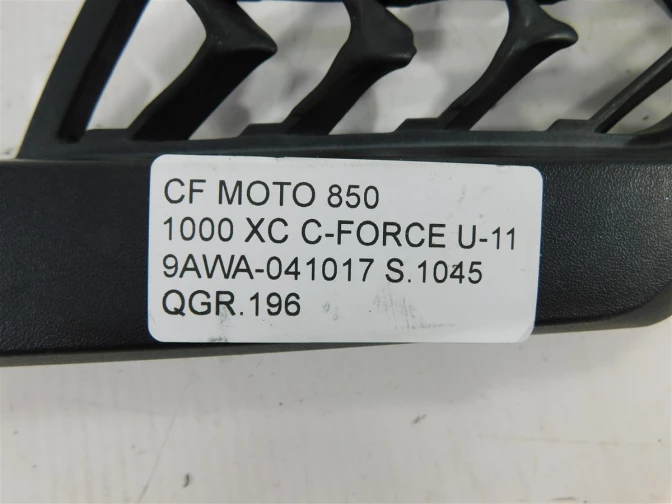 CF MOTO 850
1000 XC C-FORCE U-11
9AWA-041017 S.1045
QGR.196